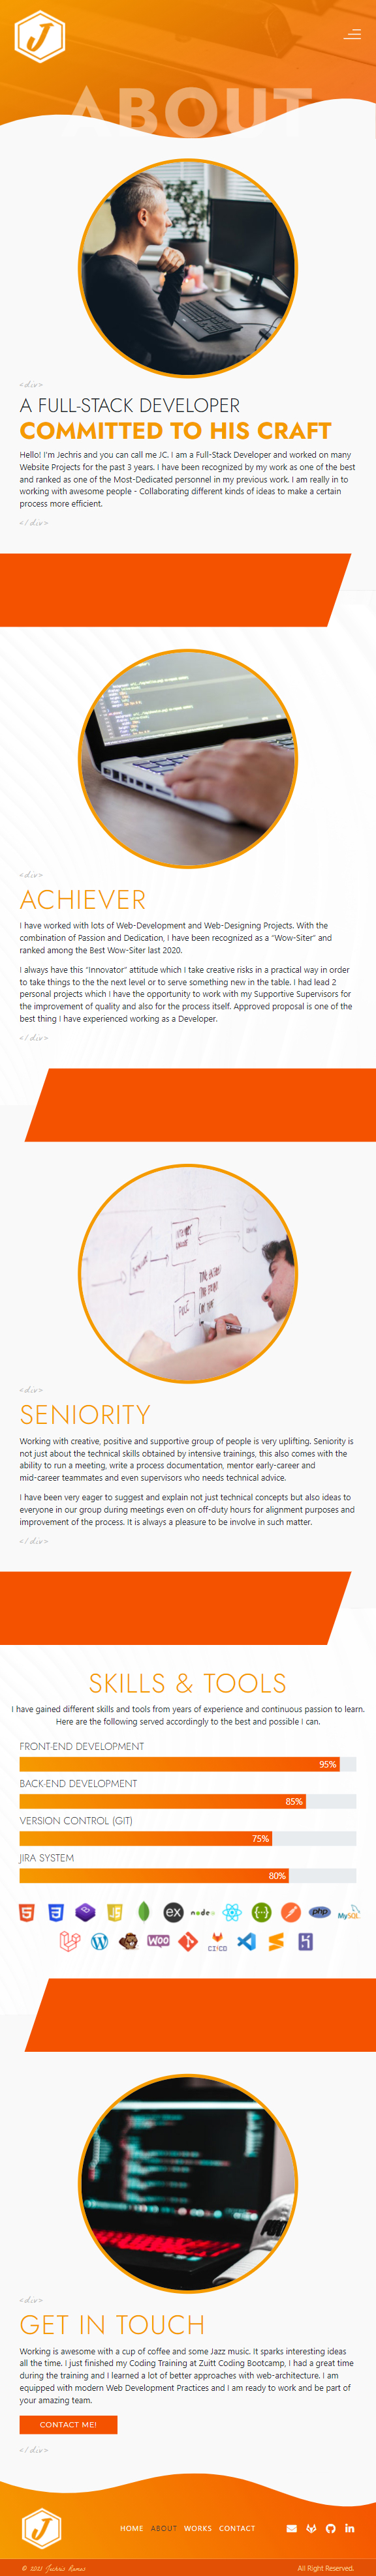 J
ABOUT
<div>
A FULL-STACK DEVELOPER
COMMITTED TO HIS CRAFT
Hello! I'm Jechris and you can call me JC. I am a Full-Stack Developer and worked on many
Website Projects for the past 3 years. I have been recognized by my work as one of the best
and ranked as one of the Most-Dedicated personnel in my previous work. I am really in to
working with awesome people - Collaborating different kinds of ideas to make a certain
process more efficient.
</div>
<div>
ACHIEVER
I have worked with lots of Web-Development and Web-Designing Projects. With the
combination of Passion and Dedication, I have been recognized as a "Wow-Siter" and
ranked among the Best Wow-Siter last 2020.
I always have this "Innovator" attitude which I take creative risks in a practical way in order
to take things to the the next level or to serve something new in the table. I had lead 2
personal projects which I have the opportunity to work with my Supportive Supervisors for
the improvement of quality and also for the process itself. Approved proposal is one of the
best thing I have experienced working as a Developer.
</div>
<div>
SENIORITY
Working with creative, positive and supportive group of people is very uplifting. Seniority is
not just about the technical skills obtained by intensive trainings, this also comes with the
ability to run a meeting, write a process documentation, mentor early-career and
mid-career teammates and even supervisors who needs technical advice.
I have been very eager to suggest and explain not just technical concepts but also ideas to
everyone in our group during meetings even on off-duty hours for alignment purposes and
improvement of the process. It is always a pleasure to be involve in such matter.
</div>
SKILLS & TOOLS
I have gained different skills and tools from years of experience and continuous passion to learn.
Here are the following served accordingly to the best and possible I can.
FRONT-END DEVELOPMENT
95%
BACK-END DEVELOPMENT
85%
VERSION CONTROL (GIT)
75%
JIRA SYSTEM
80%
5 3 B JS ex node php MySQL
WOO CI/CD
<div>
GET IN TOUCH
Working is awesome with a cup of coffee and some Jazz music. It sparks interesting ideas
all the time. I just finished my Coding Training at Zuitt Coding Bootcamp, I had a great time
during the training and I learned a lot of better approaches with web-architecture. I am
equipped with modern Web Development Practices and I am ready to work and be part of
your amazing team.
CONTACT ME!
</div>
J
HOME ABOUT WORKS CONTACT in
© 2021 Jechris Ramos
All Right Reserved.